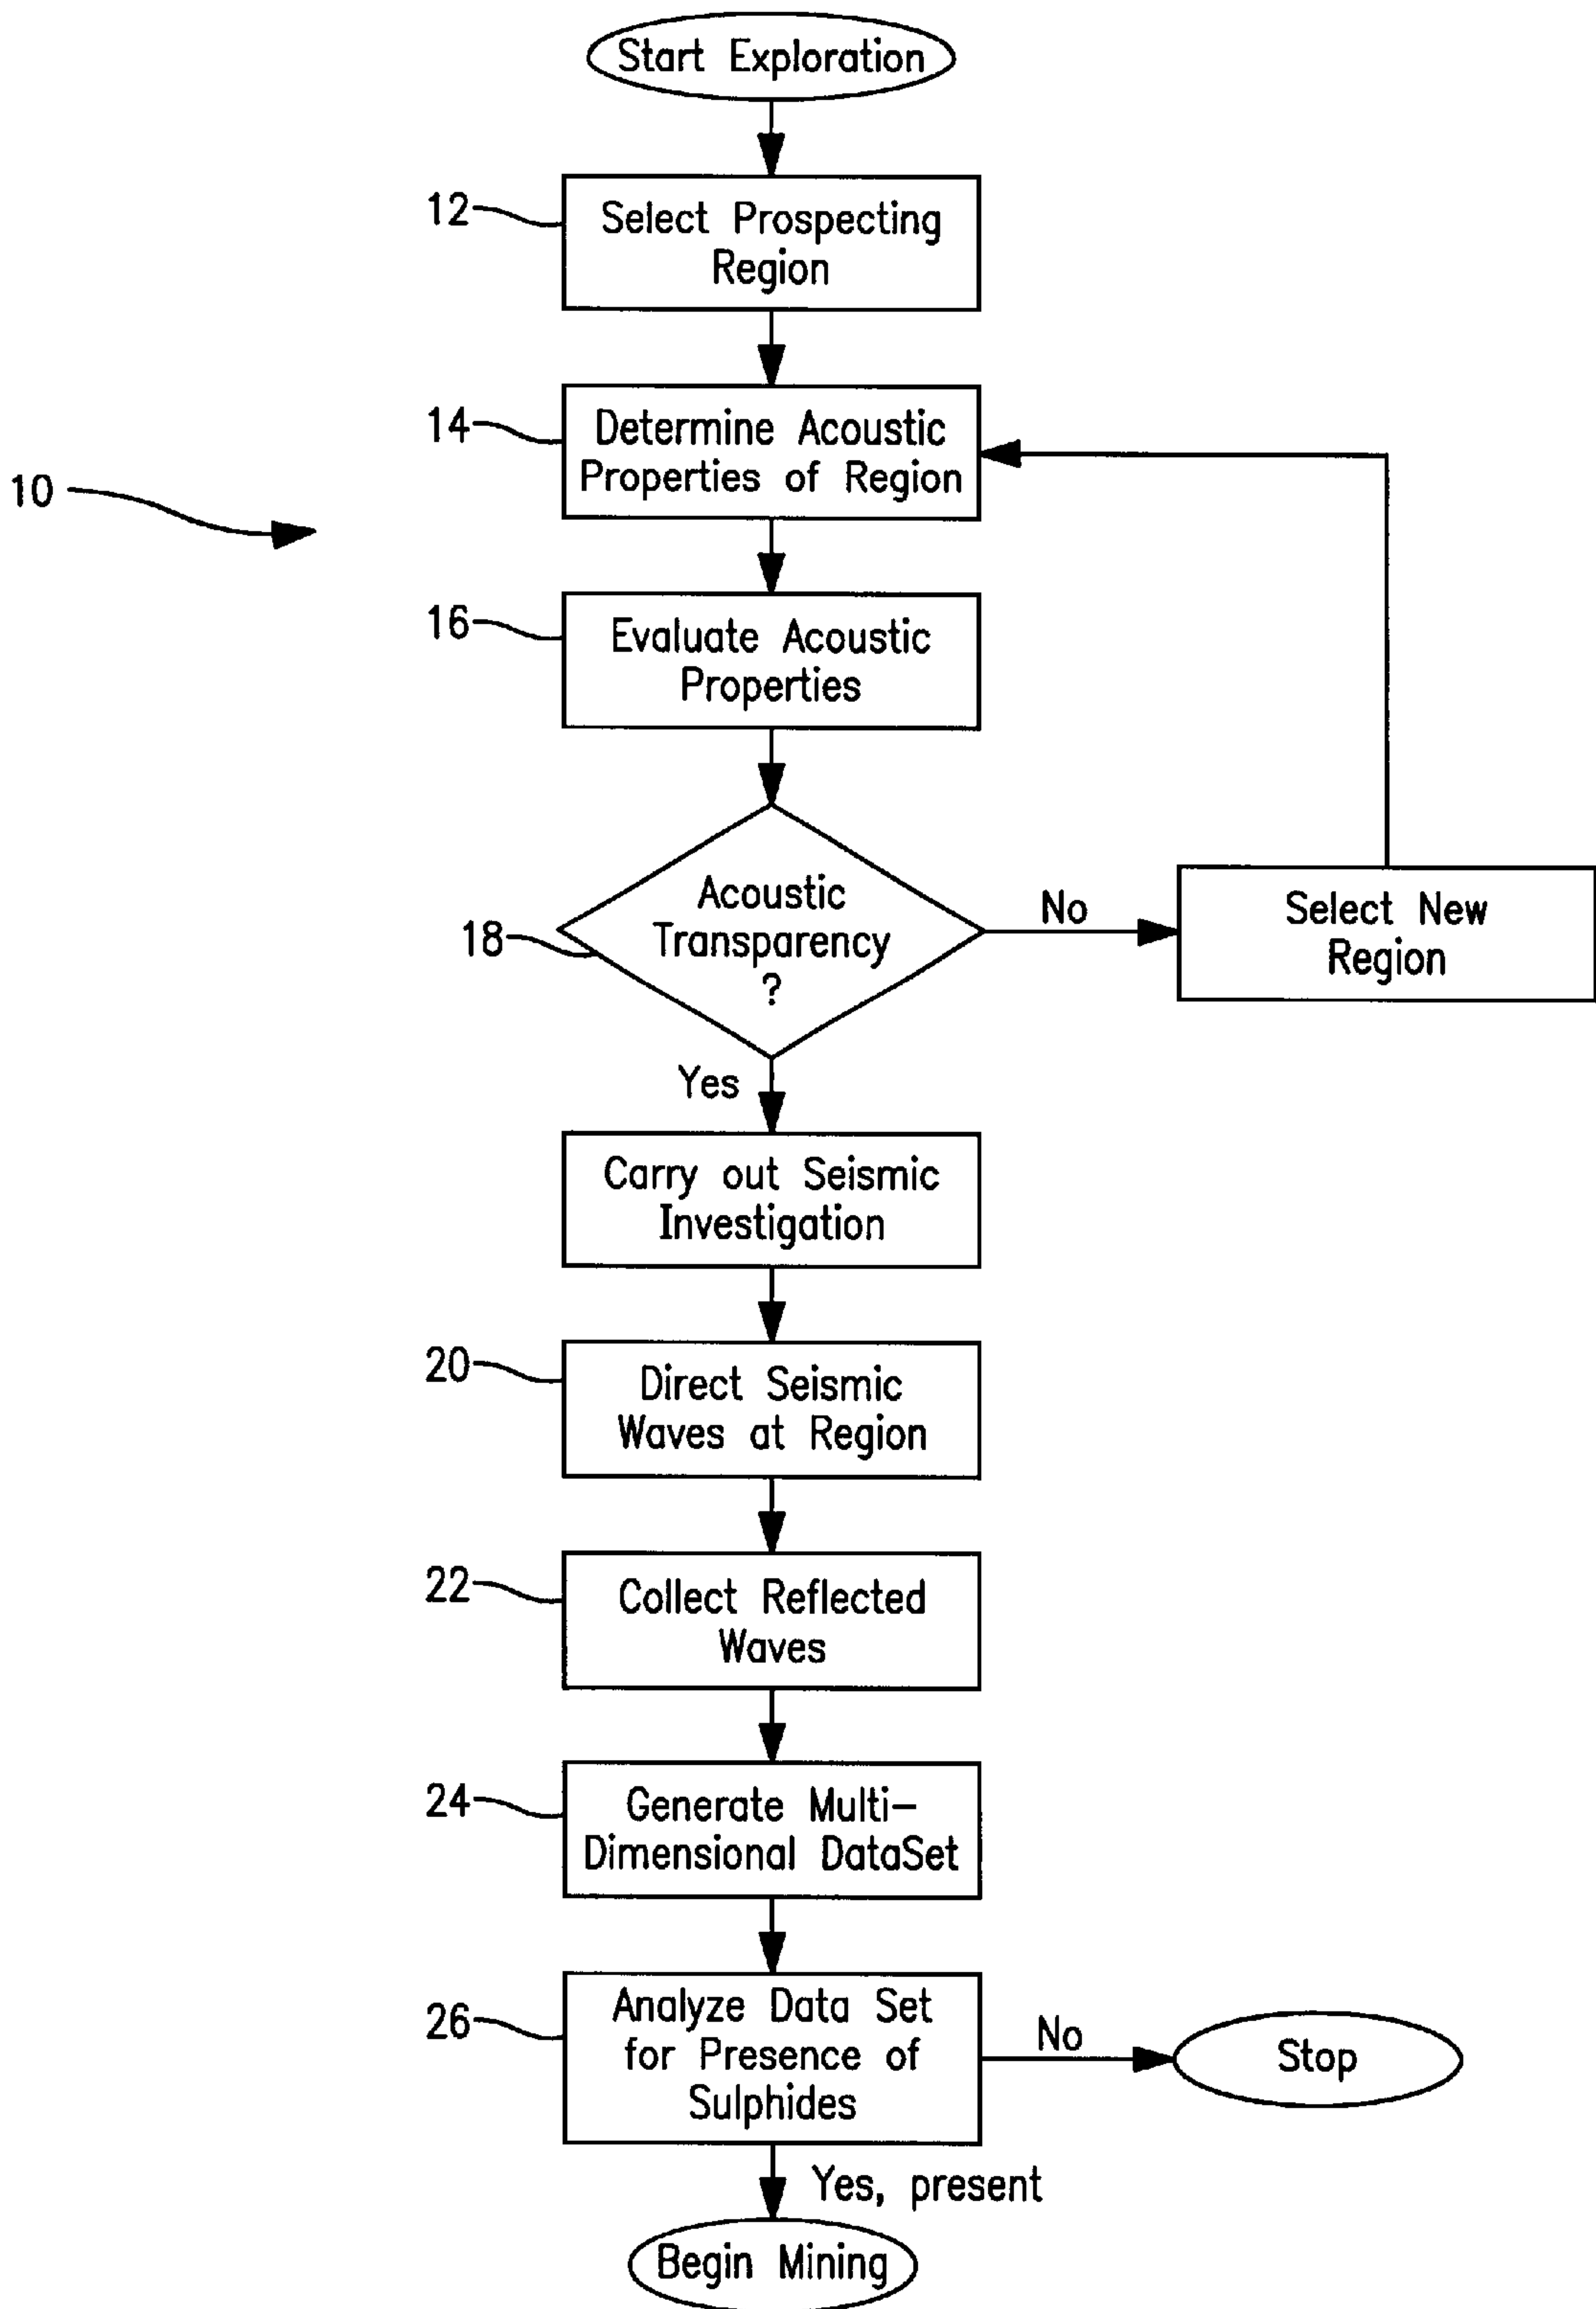 Start Exploration
12
Select Prospecting
Region
14
Determine Acoustic
Properties of Region
10
16
Evaluate Acoustic
Properties
18
Acoustic
Transparency
?
No
Select New
Region
Yes
Carry out Seismic
Investigation
20
Direct Seismic
Waves at Region
22
Collect Reflected
Waves
24
Generate Multi-
Dimensional DataSet
26
Analyze Data Set
for Presence of
Sulphides
No
Stop
Yes, present
Begin Mining